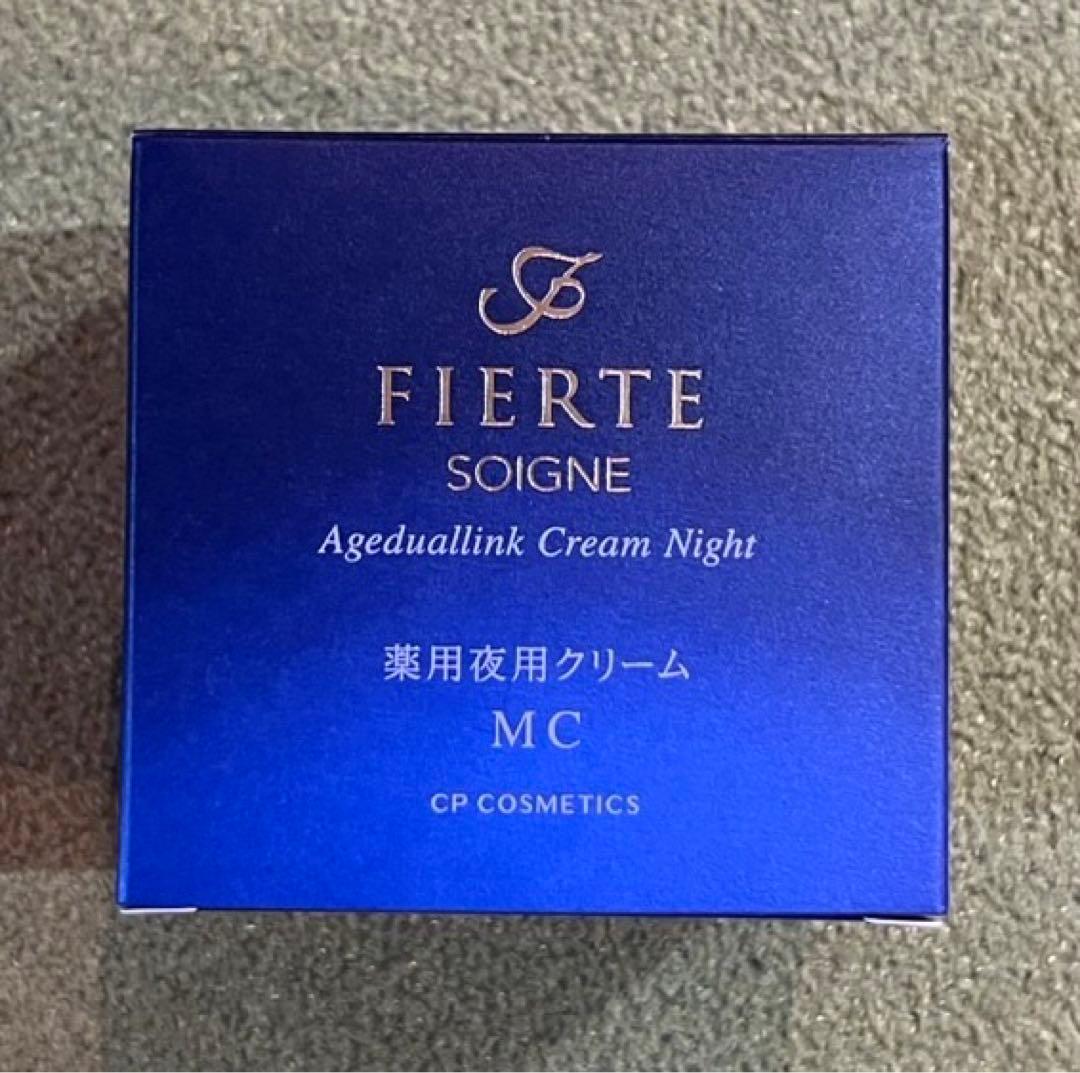 FIERTE
SOIGNE
Ageduallink Cream Night
薬用夜用クリーム
MC
CP COSMETICS